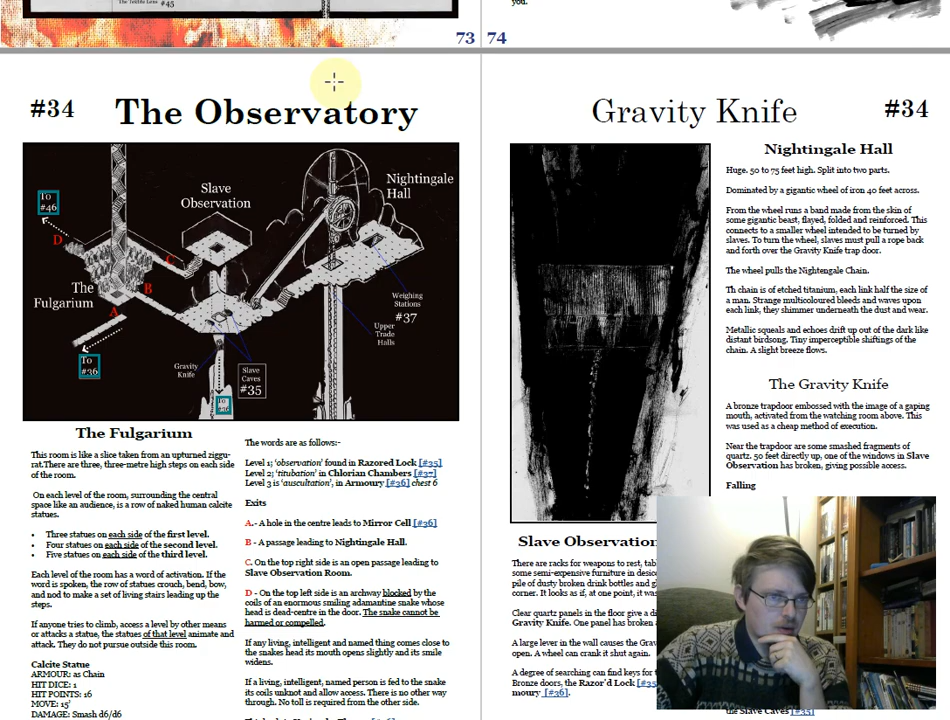 The Textile Lens #45
73
74
you.
#34
The Observatory
To
#46
D
Slave
Observation
Nightingale
Hall
C
B
The
Fulgarium
A
To
#36
Gravity
Knife
Slave
Caves
#35
Weighing
Stations
#37
Upper
Trade
Halls
The Fulgarium
This room is like a slice taken from an upturned ziggu-
rat.There are three, three-metre high steps on each side
of the room.
On each level of the room, surrounding the central
space like an audience, is a row of naked human calcite
statues.
• Three statues on each side of the first level.
• Four statues on each side of the second level.
• Five statues on each side of the third level.
Each level of the room has a word of activation. If the
word is spoken, the row of statues crouch, bend, bow,
and nod to make a set of living stairs leading up the
steps.
If anyone tries to climb, access a level by other means
or attacks a statue, the statues of that level animate and
attack. They do not pursue outside this room.
Calcite Statue
ARMOUR: as Chain
HIT DICE: 1
HIT POINTS: 16
MOVE: 15'
DAMAGE: Smash d6/d6
The words are as follows:-
Level 1; 'observation' found in Razored Lock [#35]
Level 2; 'titubation' in Chlorian Chambers [#37]
Level 3 is 'auscultation', in Armoury [#36] chest 6
Exits
A.- A hole in the centre leads to Mirror Cell [#36]
B - A passage leading to Nightingale Hall.
C. On the top right side is an open passage leading to
Slave Observation Room.
D - On the top left side is an archway blocked by the
coils of an enormous smiling adamantine snake whose
head is dead-centre in the door. The snake cannot be
harmed or compelled.
If any living, intelligent and named thing comes close to
the snakes head its mouth opens slightly and its smile
widens.
If a living, intelligent, named person is fed to the snake
its coils unknot and allow access. There is no other way
through. No toll is required from the other side.
Gravity Knife
#34
Nightingale Hall
Huge. 50 to 75 feet high. Split into two parts.
Dominated by a gigantic wheel of iron 40 feet across.
From the wheel runs a band made from the skin of
some gigantic beast, flayed, folded and reinforced. This
connects to a smaller wheel intended to be turned by
slaves. To turn the wheel, slaves must pull a rope back
and forth over the Gravity Knife trap door.
The wheel pulls the Nightengale Chain.
Th chain is of etched titanium, each link half the size of
a man. Strange multicoloured bleeds and waves upon
each link, they shimmer underneath the dust and wear.
Metallic squeals and echoes drift up out of the dark like
distant birdsong. Tiny imperceptible shiftings of the
chain. A slight breeze flows.
The Gravity Knife
A bronze trapdoor embossed with the image of a gaping
mouth, activated from the watching room above. This
was used as a cheap method of execution.
Near the trapdoor are some smashed fragments of
quartz. 50 feet directly up, one of the windows in Slave
Observation has broken, giving possible access.
Falling
Slave Observation
There are racks for weapons to rest,
some semi-expensive furniture in
pile of dusty broken drink bottles and
corner. It looks as if, at one point, it
Clear quartz panels in the floor give a
Gravity Knife. One panel has broken
A large lever in the wall causes the
open. A wheel can crank it shut again.
A degree of searching can find keys for
Bronze doors, the Razor'd Lock
moury [#36].
the Slave Caves [#35]